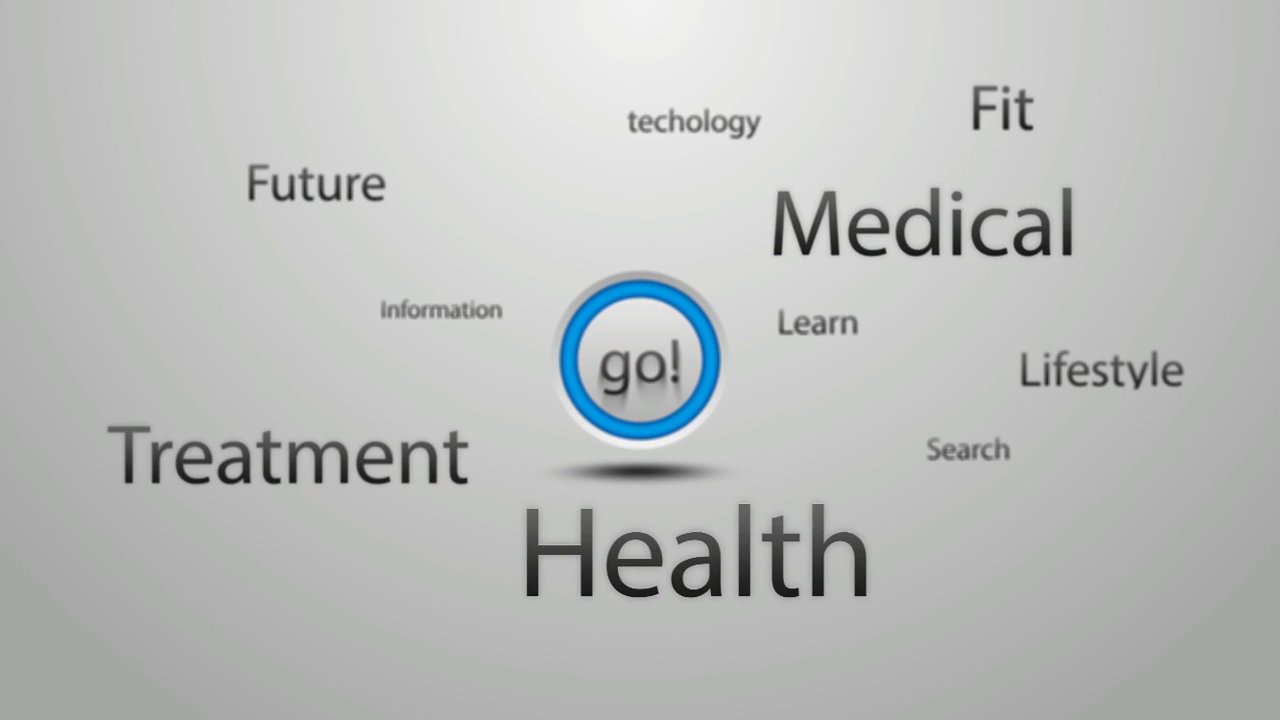 Fit
techology
Future
Medical
Information
Learn
go!
Lifestyle
Treatment
Search
Health